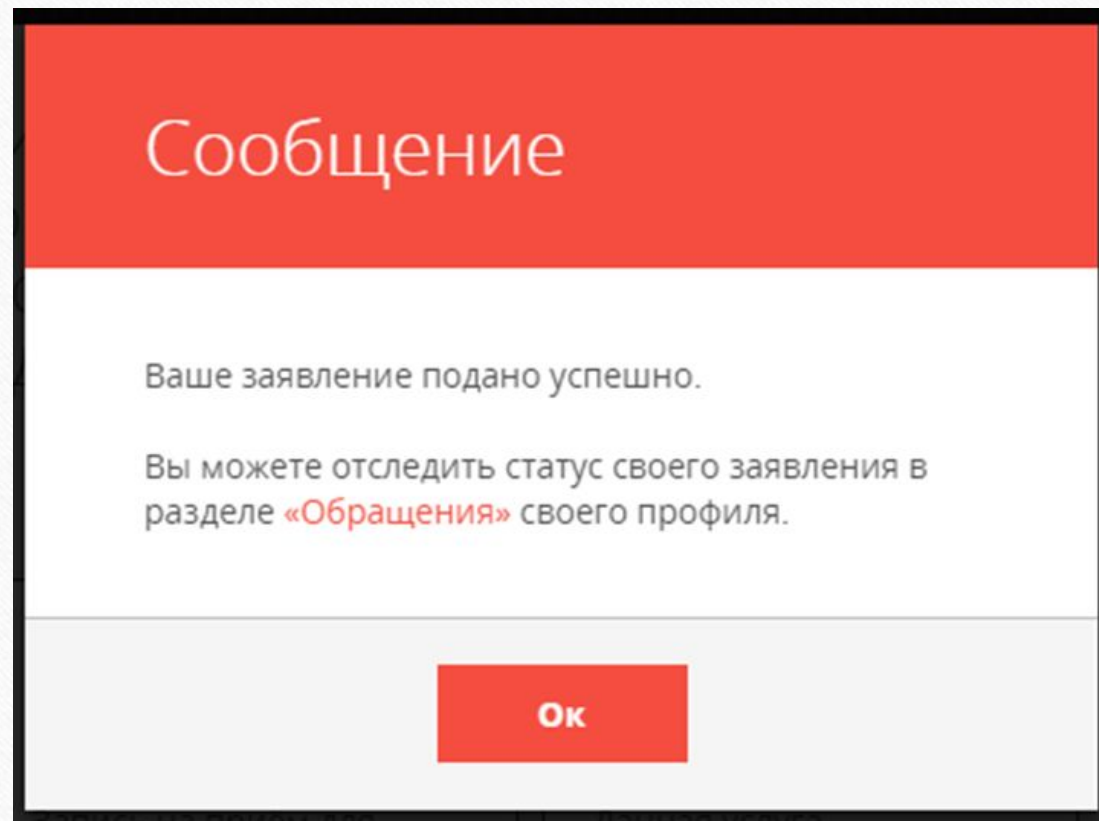 Сообщение
Ваше заявление подано успешно.
Вы можете отследить статус своего заявления в
разделе «Обращения» своего профиля.
Ок